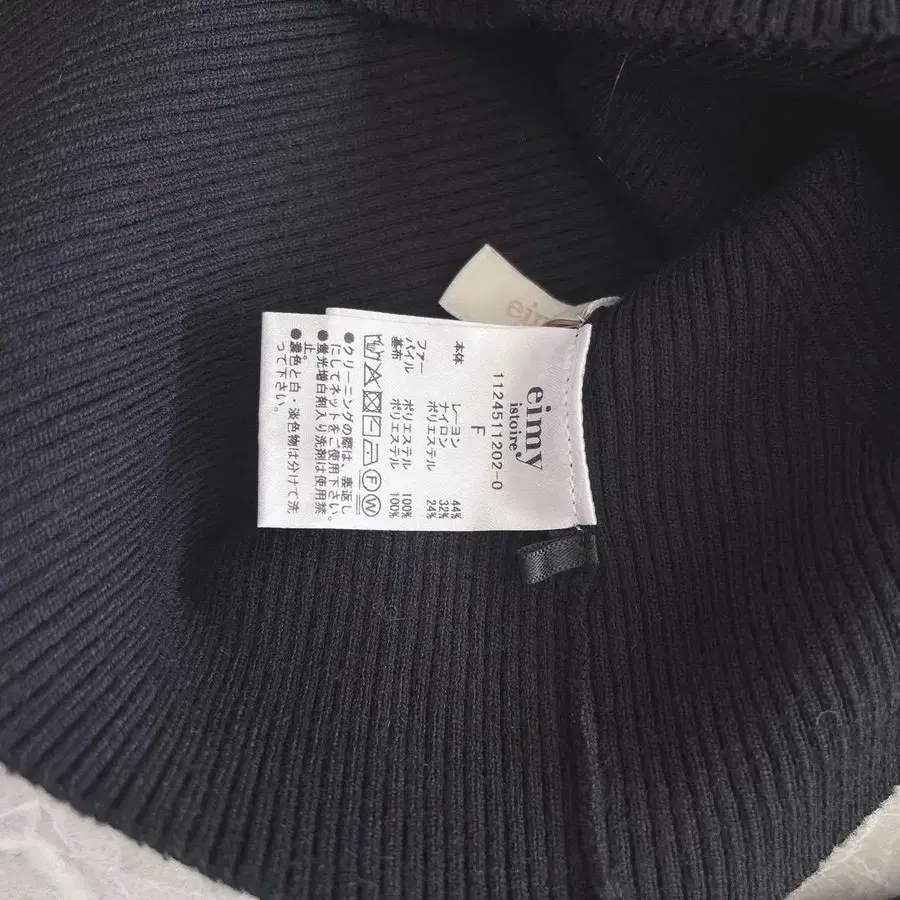 eim
eimy
istoire
1124511202-0
F
本体
レーヨン 44%
ナイロン 32%
ポリエステル 24%
ファー
パイル ポリエステル 100%
基布 ポリエステル 100%
F W
●クリーニングの際は、裏返し
にしてネットをご使用下さい。
●蛍光増白剤入り洗剤は使用禁
止。
●濃色と白・淡色物は分けて洗
って下さい。